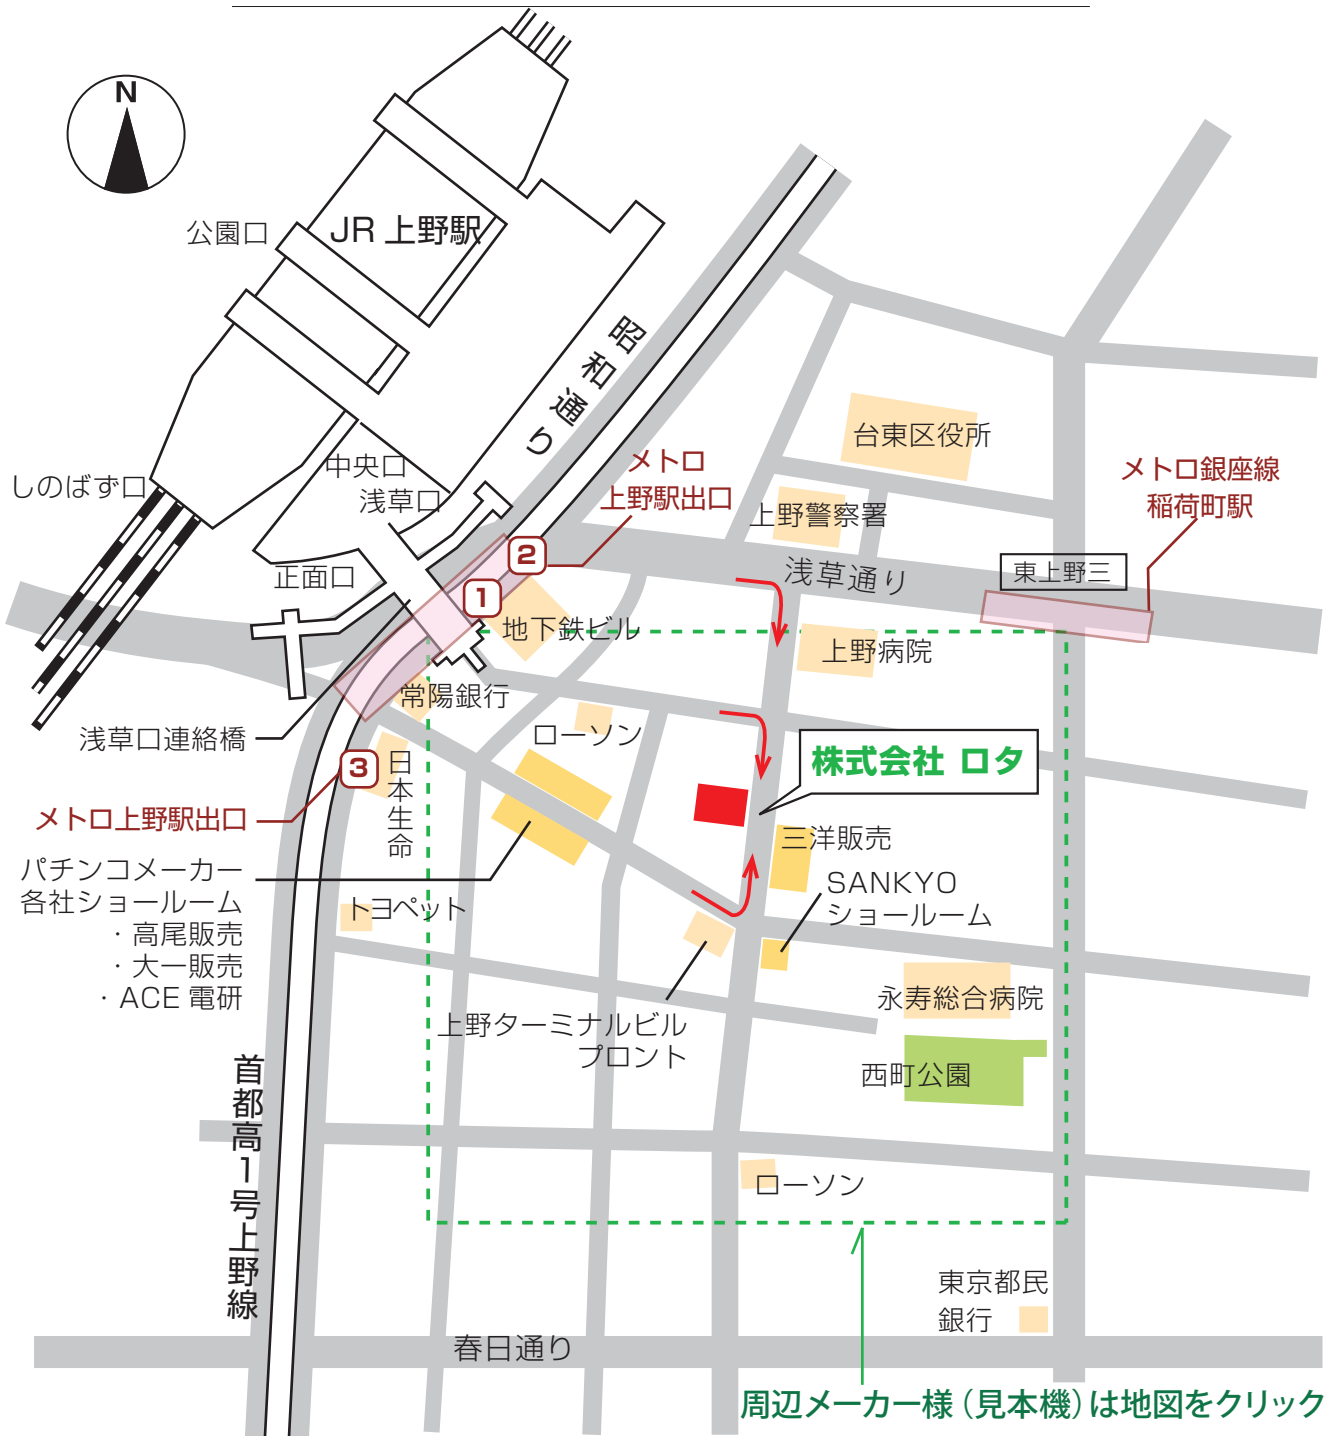 N
公園口
JR 上野駅
昭和通り
しのばず口
中央口
浅草口
正面口
メトロ
上野駅出口
2
1
3
台東区役所
上野警察署
メトロ銀座線
稲荷町駅
浅草通り
東上野三
地下鉄ビル
上野病院
常陽銀行
浅草口連絡橋
ローソン
日本生命
株式会社 ロタ
メトロ上野駅出口
三洋販売
パチンコメーカー
各社ショールーム
・高尾販売
・大一販売
・ACE 電研
トヨペット
SANKYO
ショールーム
永寿総合病院
上野ターミナルビル
プロント
西町公園
首都高1号上野線
ローソン
東京都民
銀行
春日通り
周辺メーカー様（見本機）は地図をクリック